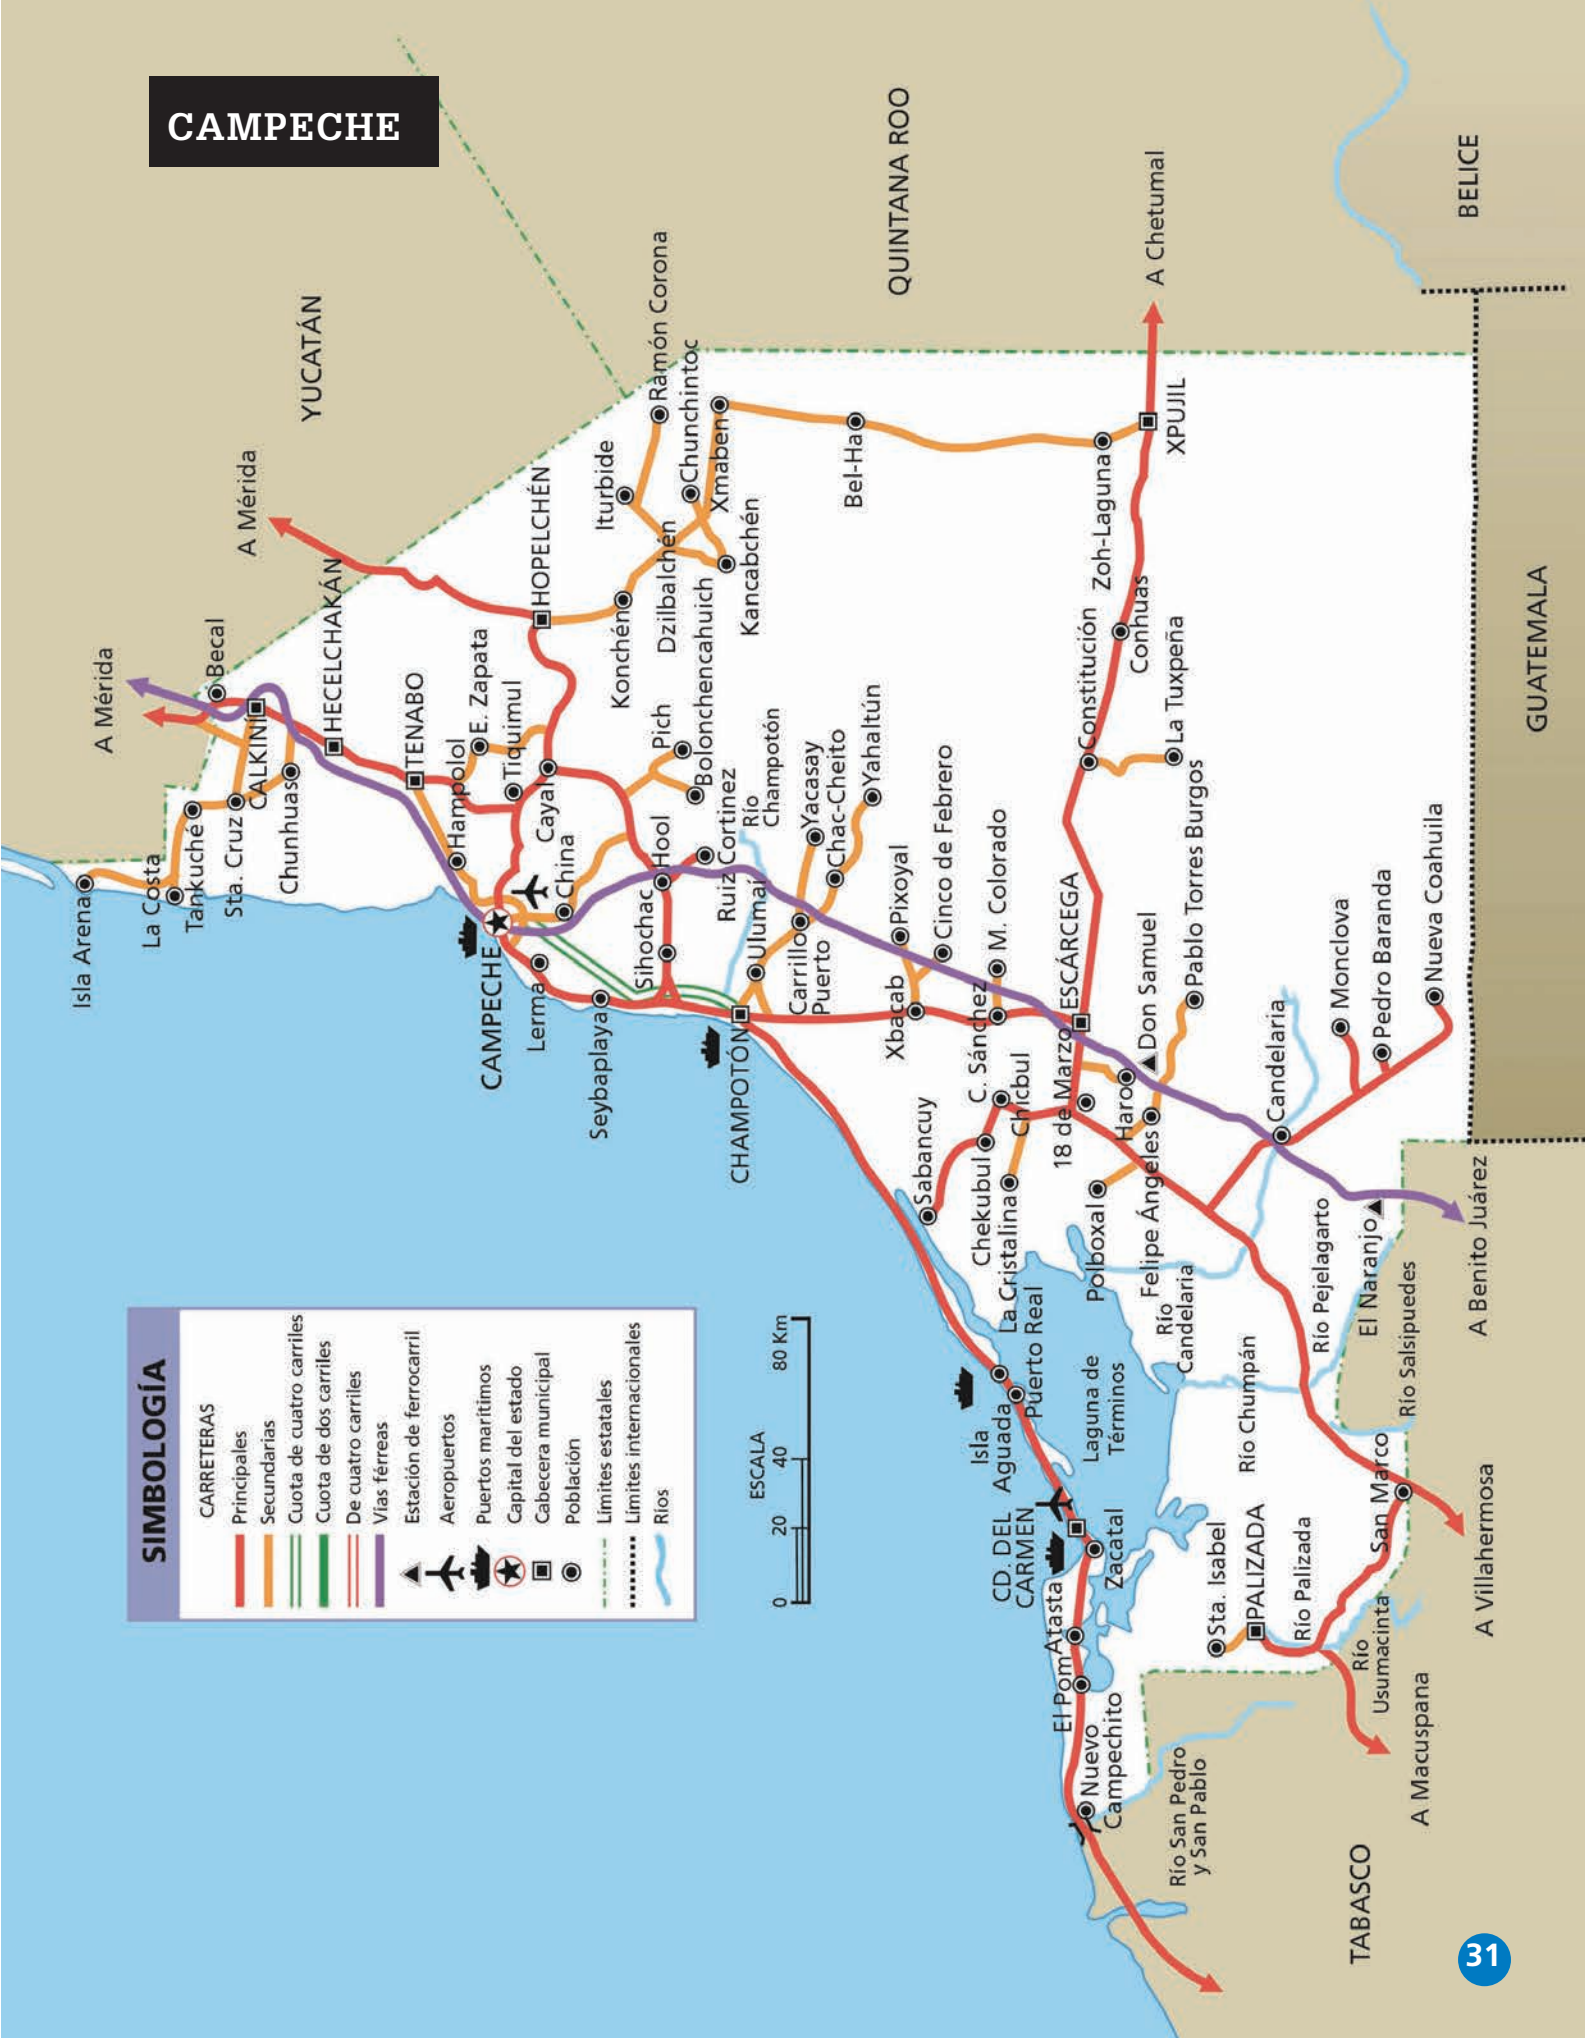 CAMPECHE
SIMBOLOGÍA
CARRETERAS
Principales
Secundarias
Cuota de cuatro carriles
Cuota de dos carriles
De cuatro carriles
Vías férreas
Estación de ferrocarril
Aeropuertos
Puertos marítimos
Capital del estado
Cabecera municipal
Población
Límites estatales
Límites internacionales
Ríos
ESCALA
0
20
40
80 Km
A Mérida
A Mérida
YUCATÁN
QUINTANA ROO
A Chetumal
BELICE
GUATEMALA
Isla Arena
La Costa
Tankuché
Sta. Cruz
Becal
CALKINÍ
Chunhuas
HECELCHAKÁN
TENABO
Hampolol
E. Zapata
Tiquimul
Cayal
HOPELCHÉN
CAMPECHE
China
Lerma
Seybaplaya
Sihochac
Hool
Pich
Bolonchencahuich
Ruiz Cortinez
Río
Champotón
Konchén
Iturbide
Ramón Corona
Dzilbalchén
Chunchintoc
Xmaben
Kancabchén
Bel-Ha
Zoh-Laguna
XPUJIL
CHAMPOTÓN
Ulumaí
Carrillo
Puerto
Yacasay
Chac-Cheito
Yahaltún
Pixoyal
Xbacab
Cinco de Febrero
C. Sánchez
M. Colorado
Constitución
Conhuas
La Tuxpeña
ESCÁRCEGA
18 de Marzo
Sabancuy
Chekubul
Chicbul
La Cristalina
Haro
Don Samuel
Pablo Torres Burgos
Polboxal
Felipe Ángeles
Candelaria
Monclova
Pedro Baranda
Nueva Coahuila
Isla
Aguada
Puerto Real
Laguna de
Términos
CD. DEL
CARMEN
Zacatal
Atasta
El Pom
Nuevo
Campechito
Río
Candelaria
Río Chumpán
Río Pejelagarto
El Naranjo
Río Salsipuedes
San Marco
Sta. Isabel
PALIZADA
Río Palizada
Río
Usumacinta
Río San Pedro
y San Pablo
TABASCO
A Macuspana
A Villahermosa
A Benito Juárez
31